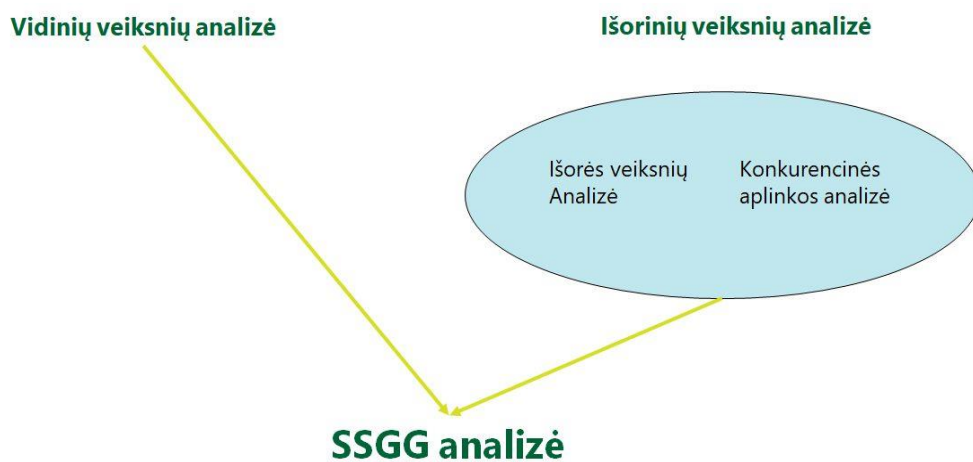 Vidinių veiksnių analizė
Išorinių veiksnių analizė
Išorės veiksnių
Analizė
Konkurencinės
aplinkos analizė
SSGG analizė